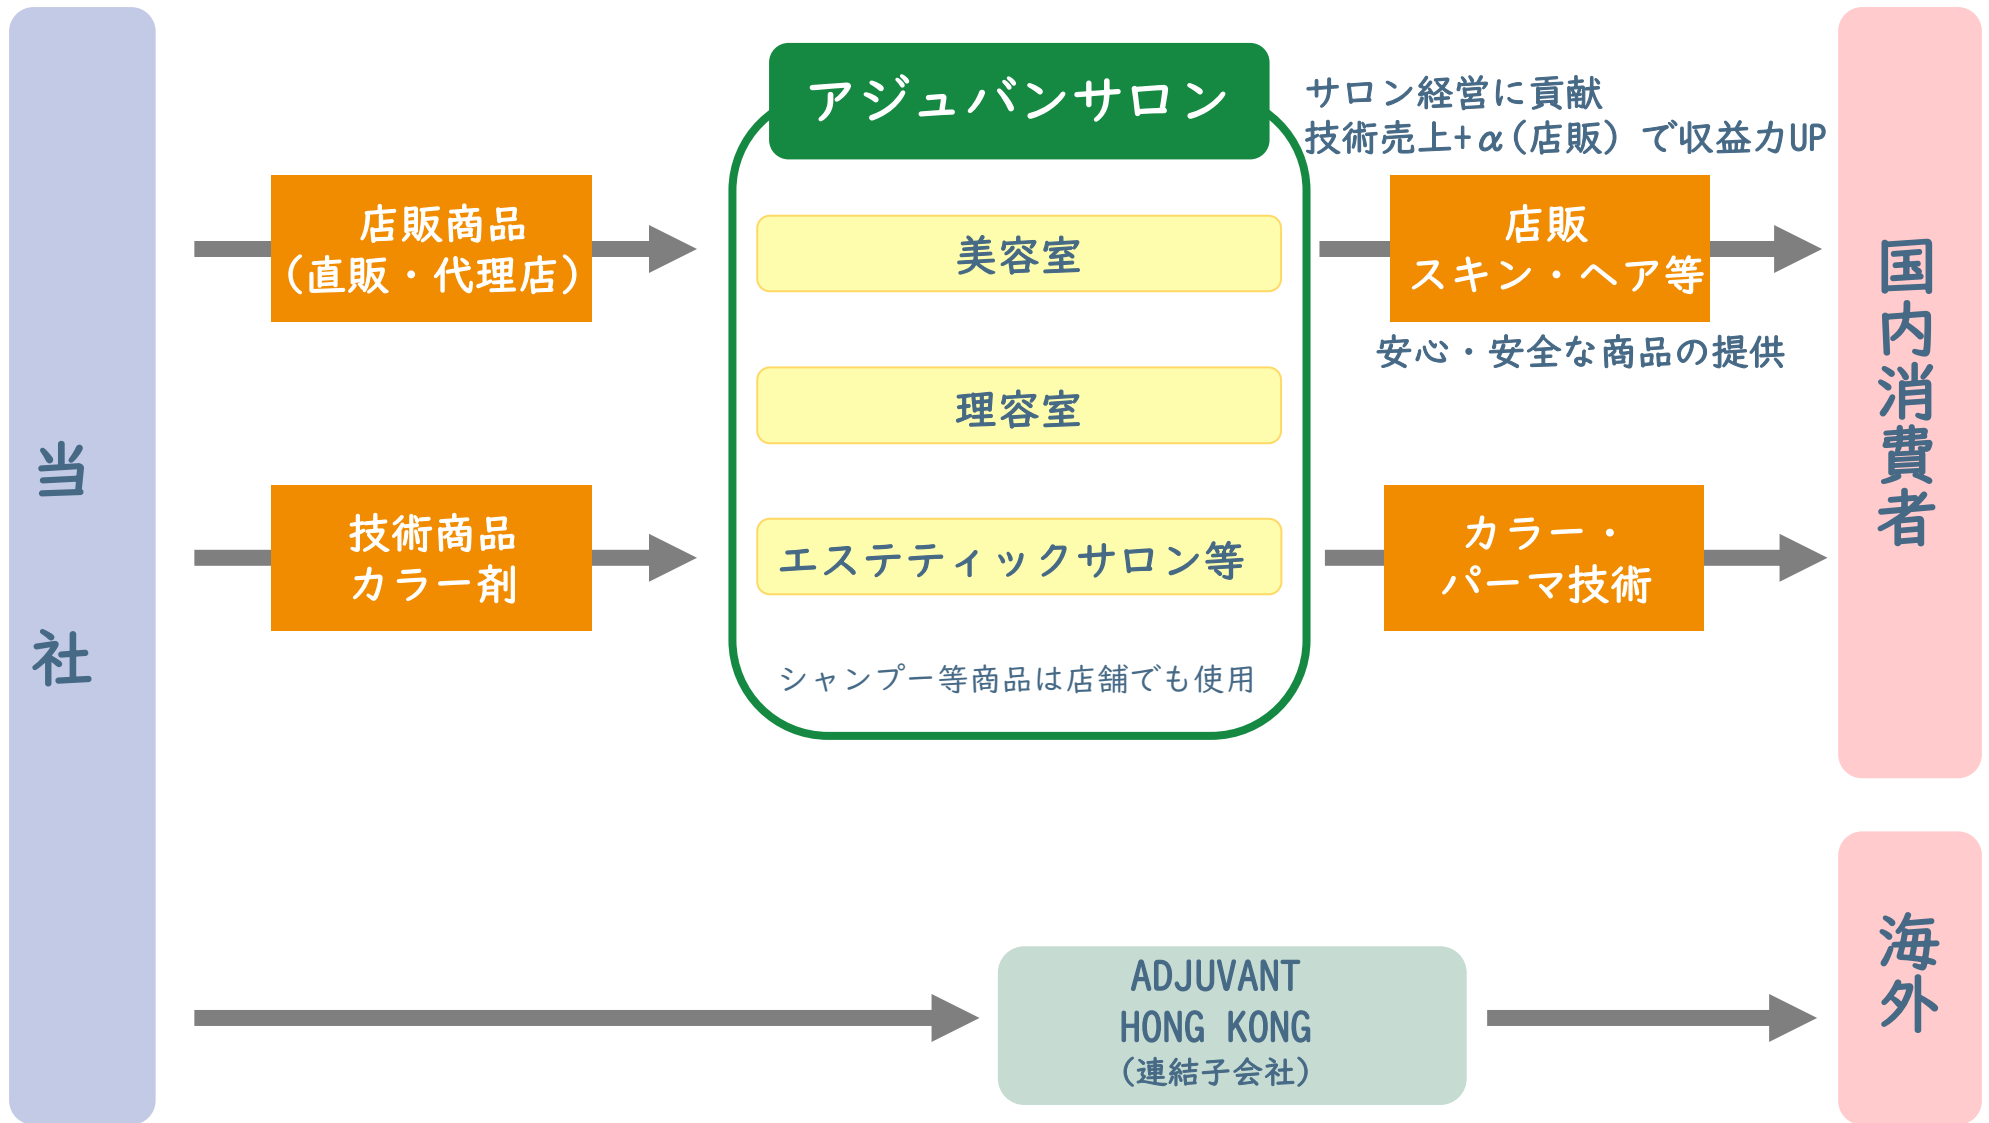 当社
店販商品
（直販・代理店）
技術商品
カラー剤
アジュバンサロン
美容室
理容室
エステティックサロン等
シャンプー等商品は店舗でも使用
サロン経営に貢献
技術売上+α（店販）で収益力UP
店販
スキン・ヘア等
安心・安全な商品の提供
カラー・
パーマ技術
国内消費者
ADJUVANT
HONG KONG
（連結子会社）
海外